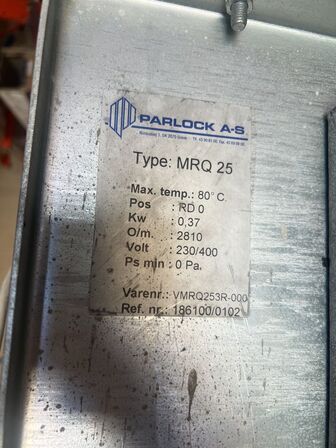 PARLOCK A-S
Type: MRQ 25
Max. temp.: 80° C.
Pos : RD 0
Kw : 0,37
O/m. : 2810
Volt : 230/400
Ps min : 0 Pa.
Varenr.: VMRQ253R-000
Ref. nr.: 186100/0102